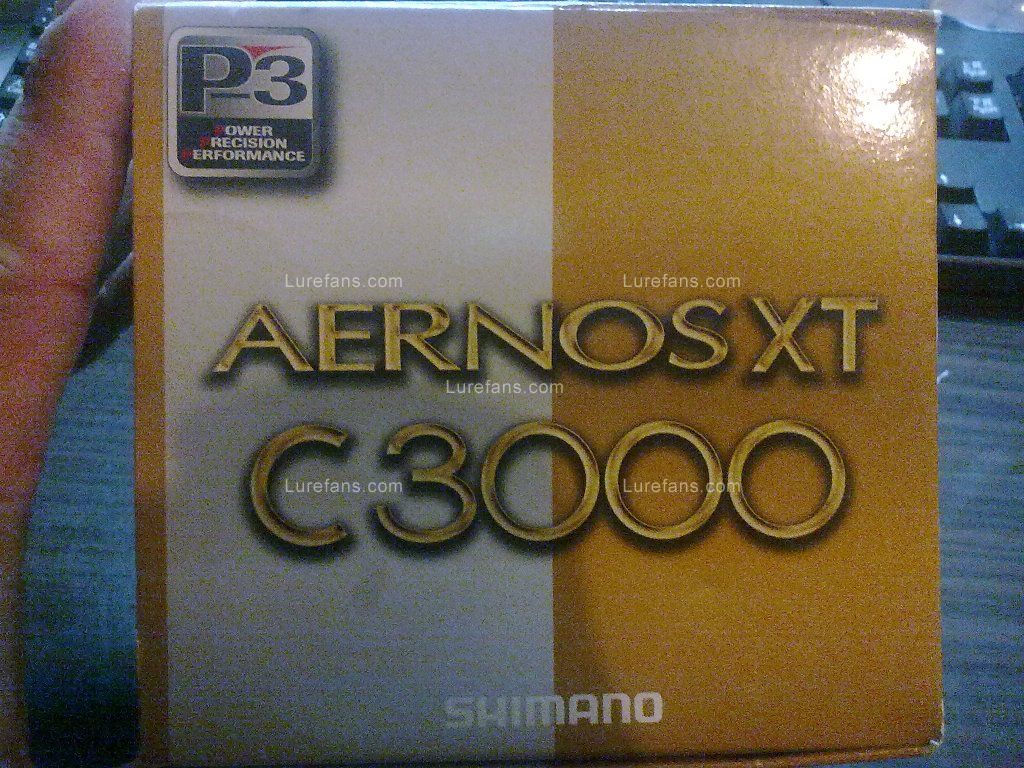 P3
POWER
PRECISION
PERFORMANCE
Lurefans.com Lurefans.com
AERNOS XT
Lurefans.com
C3000
Lurefans.com Lurefans.com
SHIMANO